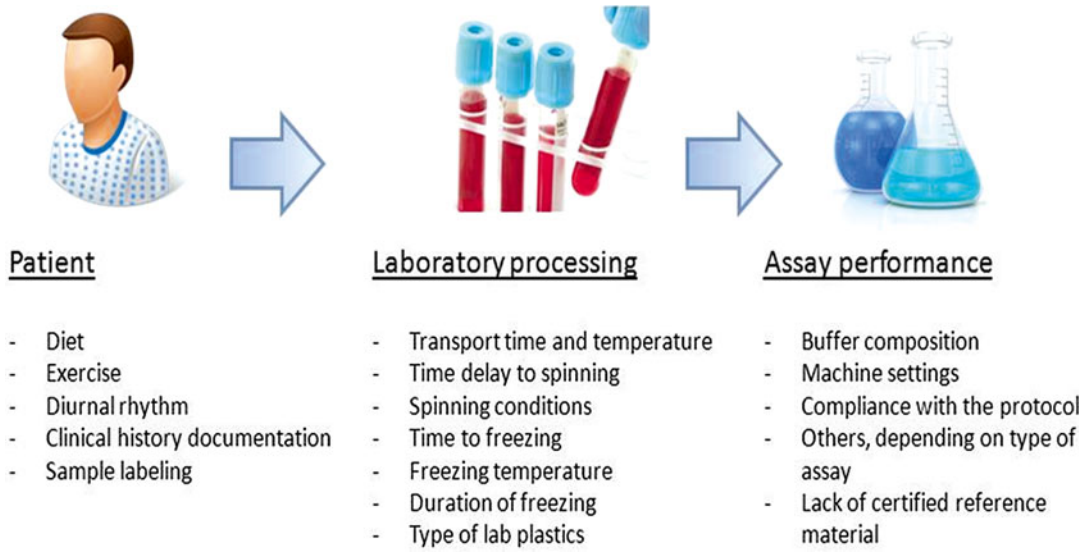 Patient
- Diet
- Exercise
- Diurnal rhythm
- Clinical history documentation
- Sample labeling
Laboratory processing
- Transport time and temperature
- Time delay to spinning
- Spinning conditions
- Time to freezing
- Freezing temperature
- Duration of freezing
- Type of lab plastics
Assay performance
- Buffer composition
- Machine settings
- Compliance with the protocol
- Others, depending on type of
assay
- Lack of certified reference
material